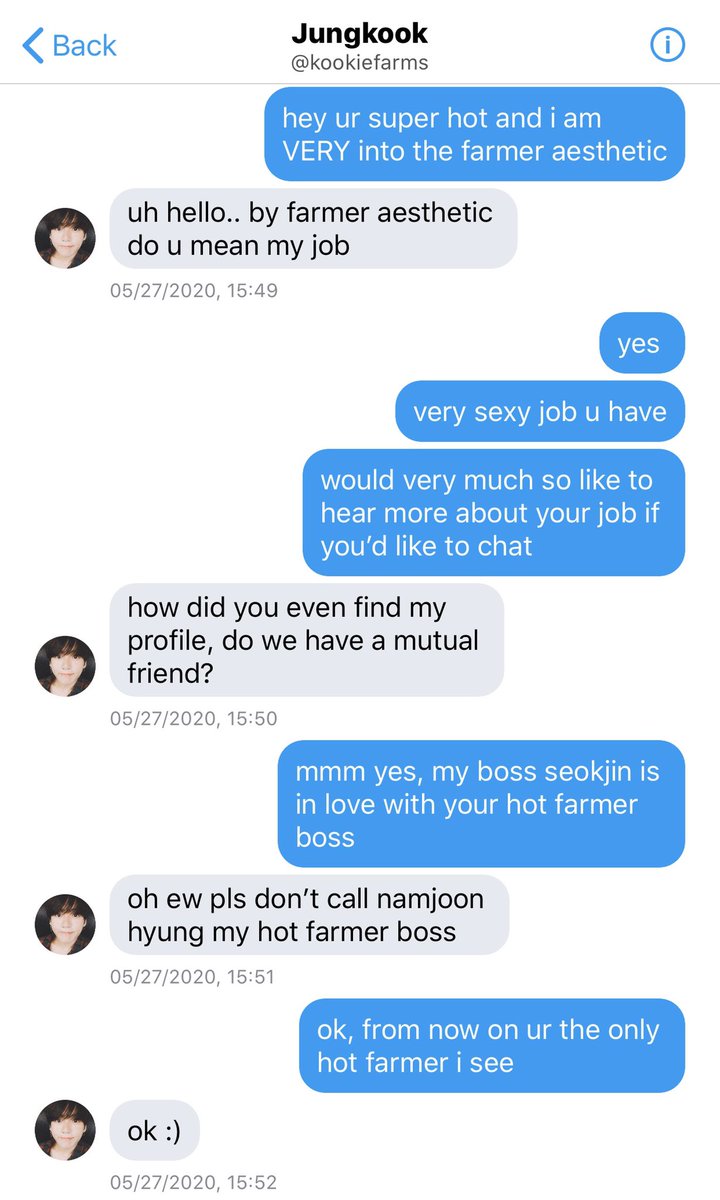 Back
Jungkook
@kookiefarms
hey ur super hot and i am
VERY into the farmer aesthetic
uh hello.. by farmer aesthetic
do u mean my job
05/27/2020, 15:49
yes
very sexy job u have
would very much so like to
hear more about your job if
you’d like to chat
how did you even find my
profile, do we have a mutual
friend?
05/27/2020, 15:50
mmm yes, my boss seokjin is
in love with your hot farmer
boss
oh ew pls don’t call namjoon
hyung my hot farmer boss
05/27/2020, 15:51
ok, from now on ur the only
hot farmer i see
ok :)
05/27/2020, 15:52